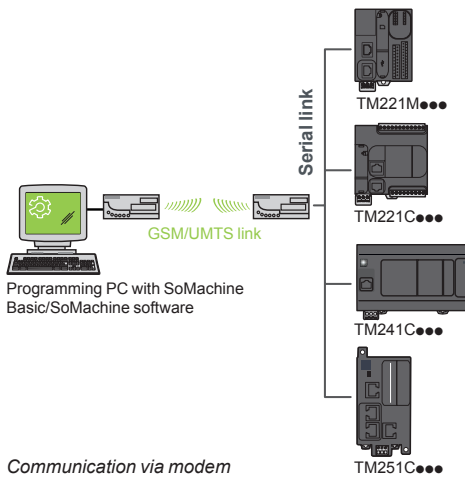 TM221M●●●
Serial link
TM221C●●●
GSM/UMTS link
Programming PC with SoMachine
Basic/SoMachine software
TM241C●●●
Communication via modem
TM251C●●●